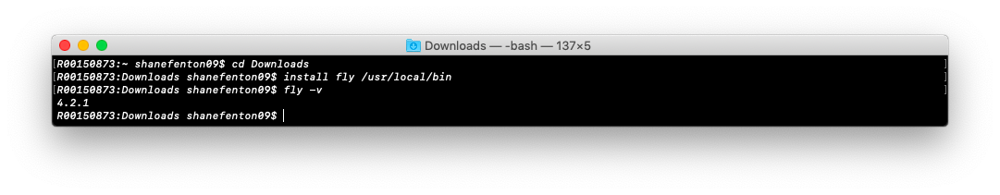 Downloads — -bash — 137×5
[R00150873:~ shanefenton09$ cd Downloads ]
[R00150873:Downloads shanefenton09$ install fly /usr/local/bin ]
[R00150873:Downloads shanefenton09$ fly -v ]
4.2.1
R00150873:Downloads shanefenton09$